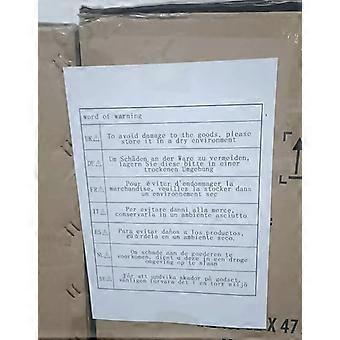 word of warning
UK⚠ To avoid damage to the goods, please
store it in a dry environment
DE⚠ Um Schäden an der Ware zu vermeiden,
lagern Sie diese bitte in einer
trockenen Umgebung
FR⚠ Pour éviter d'endommager la
marchandise, veuillez la stocker dans
un environnement sec
IT⚠ Per evitare danni alla merce,
conservarla in un ambiente asciutto
ES⚠ Para evitar daños a los productos,
guárdelo en un ambiente seco.
NL⚠ Om schade aan de goederen te
voorkomen, dient u deze in een droge
omgeving op te slaan
SE⚠ För att undvika skador på godset,
vänligen förvara det i en torr miljö
X 47